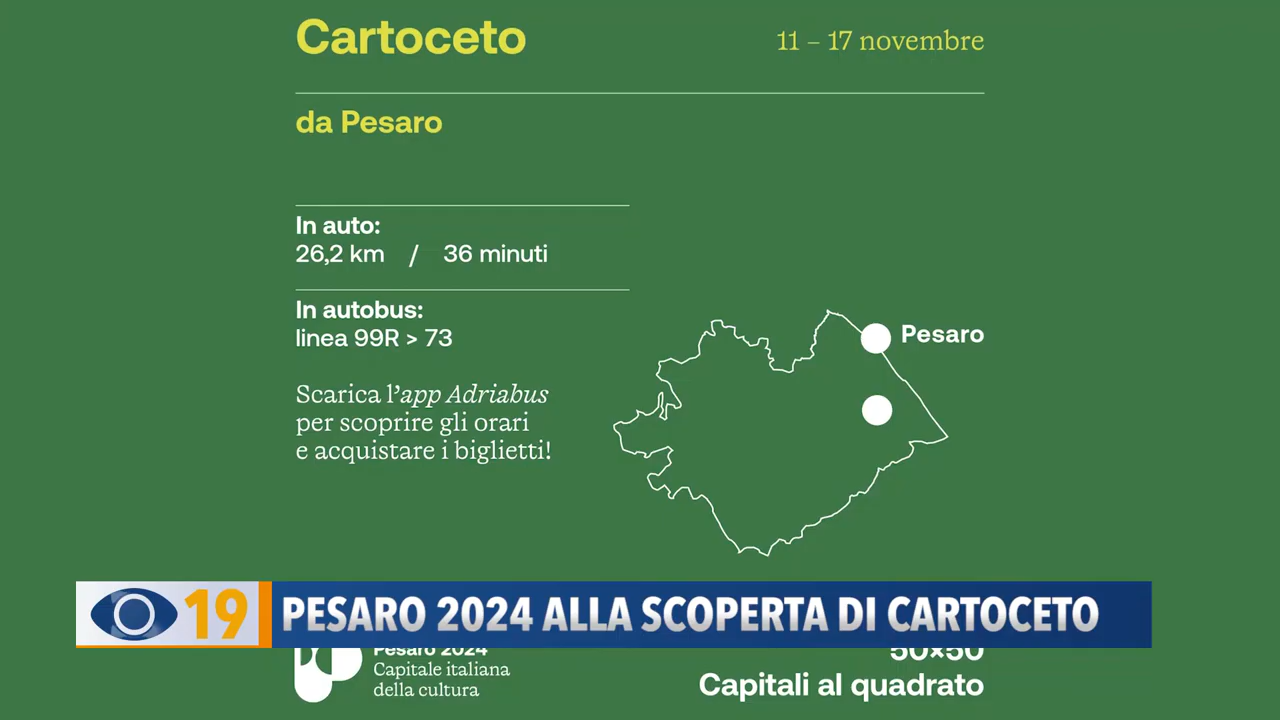 Cartoceto
11 – 17 novembre
da Pesaro
In auto:
26,2 km / 36 minuti
In autobus:
linea 99R > 73
Scarica l’app Adriabus
per scoprire gli orari
e acquistare i biglietti!
Pesaro
19
PESARO 2024 ALLA SCOPERTA DI CARTOCETO
Pesaro 2024
Capitale italiana
della cultura
50×50
Capitali al quadrato